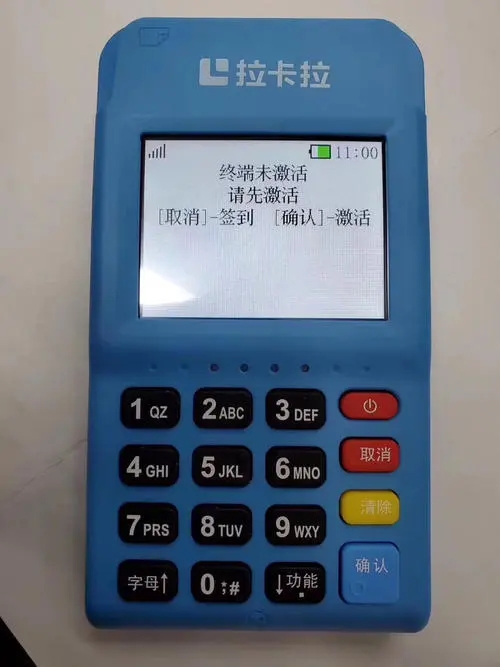 拉卡拉
11:00
终端未激活
请先激活
[取消]-签到 [确认]-激活
1 QZ 2 ABC 3 DEF
4 GHI 5 JKL 6 MNO 取消
7 PRS 8 TUV 9 WXY 清除
字母↑ 0 ;*# ↓功能 确认